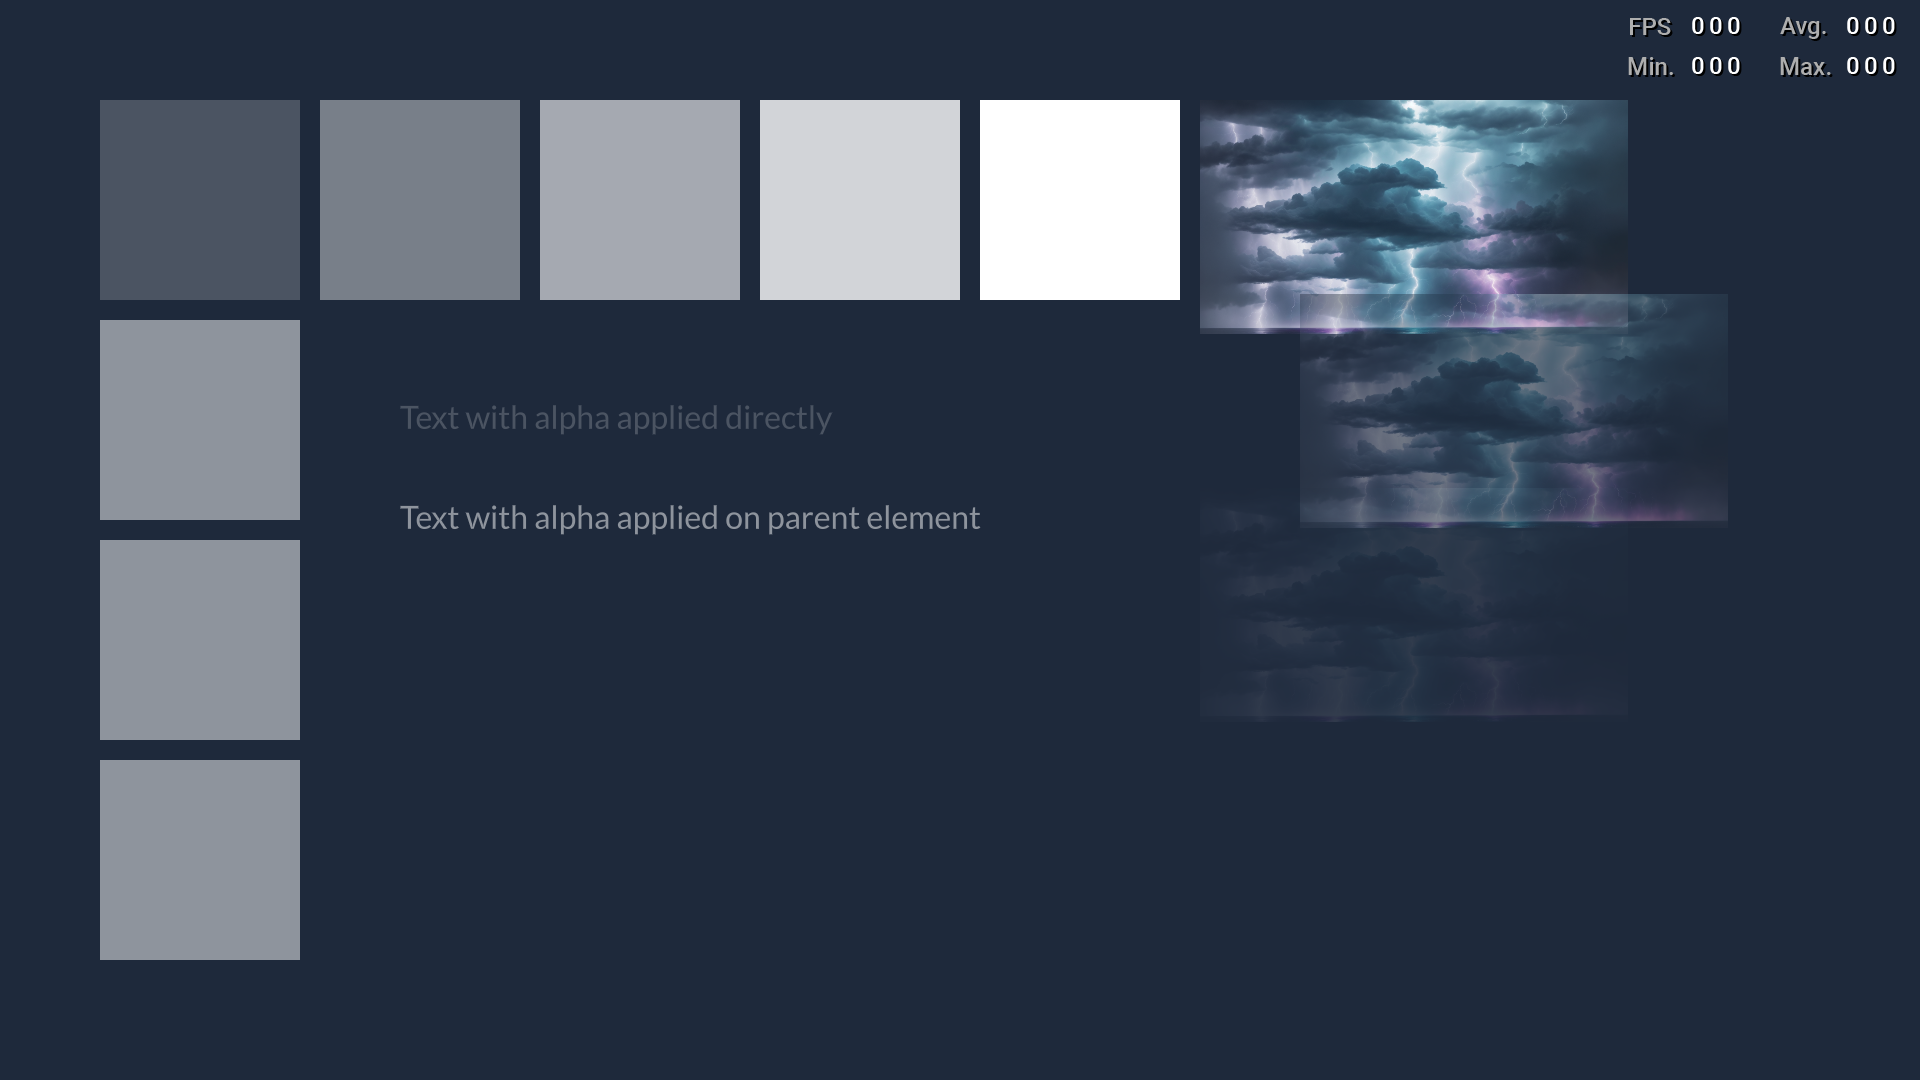 FPS 000 Avg. 000
Min. 000 Max. 000
Text with alpha applied directly
Text with alpha applied on parent element